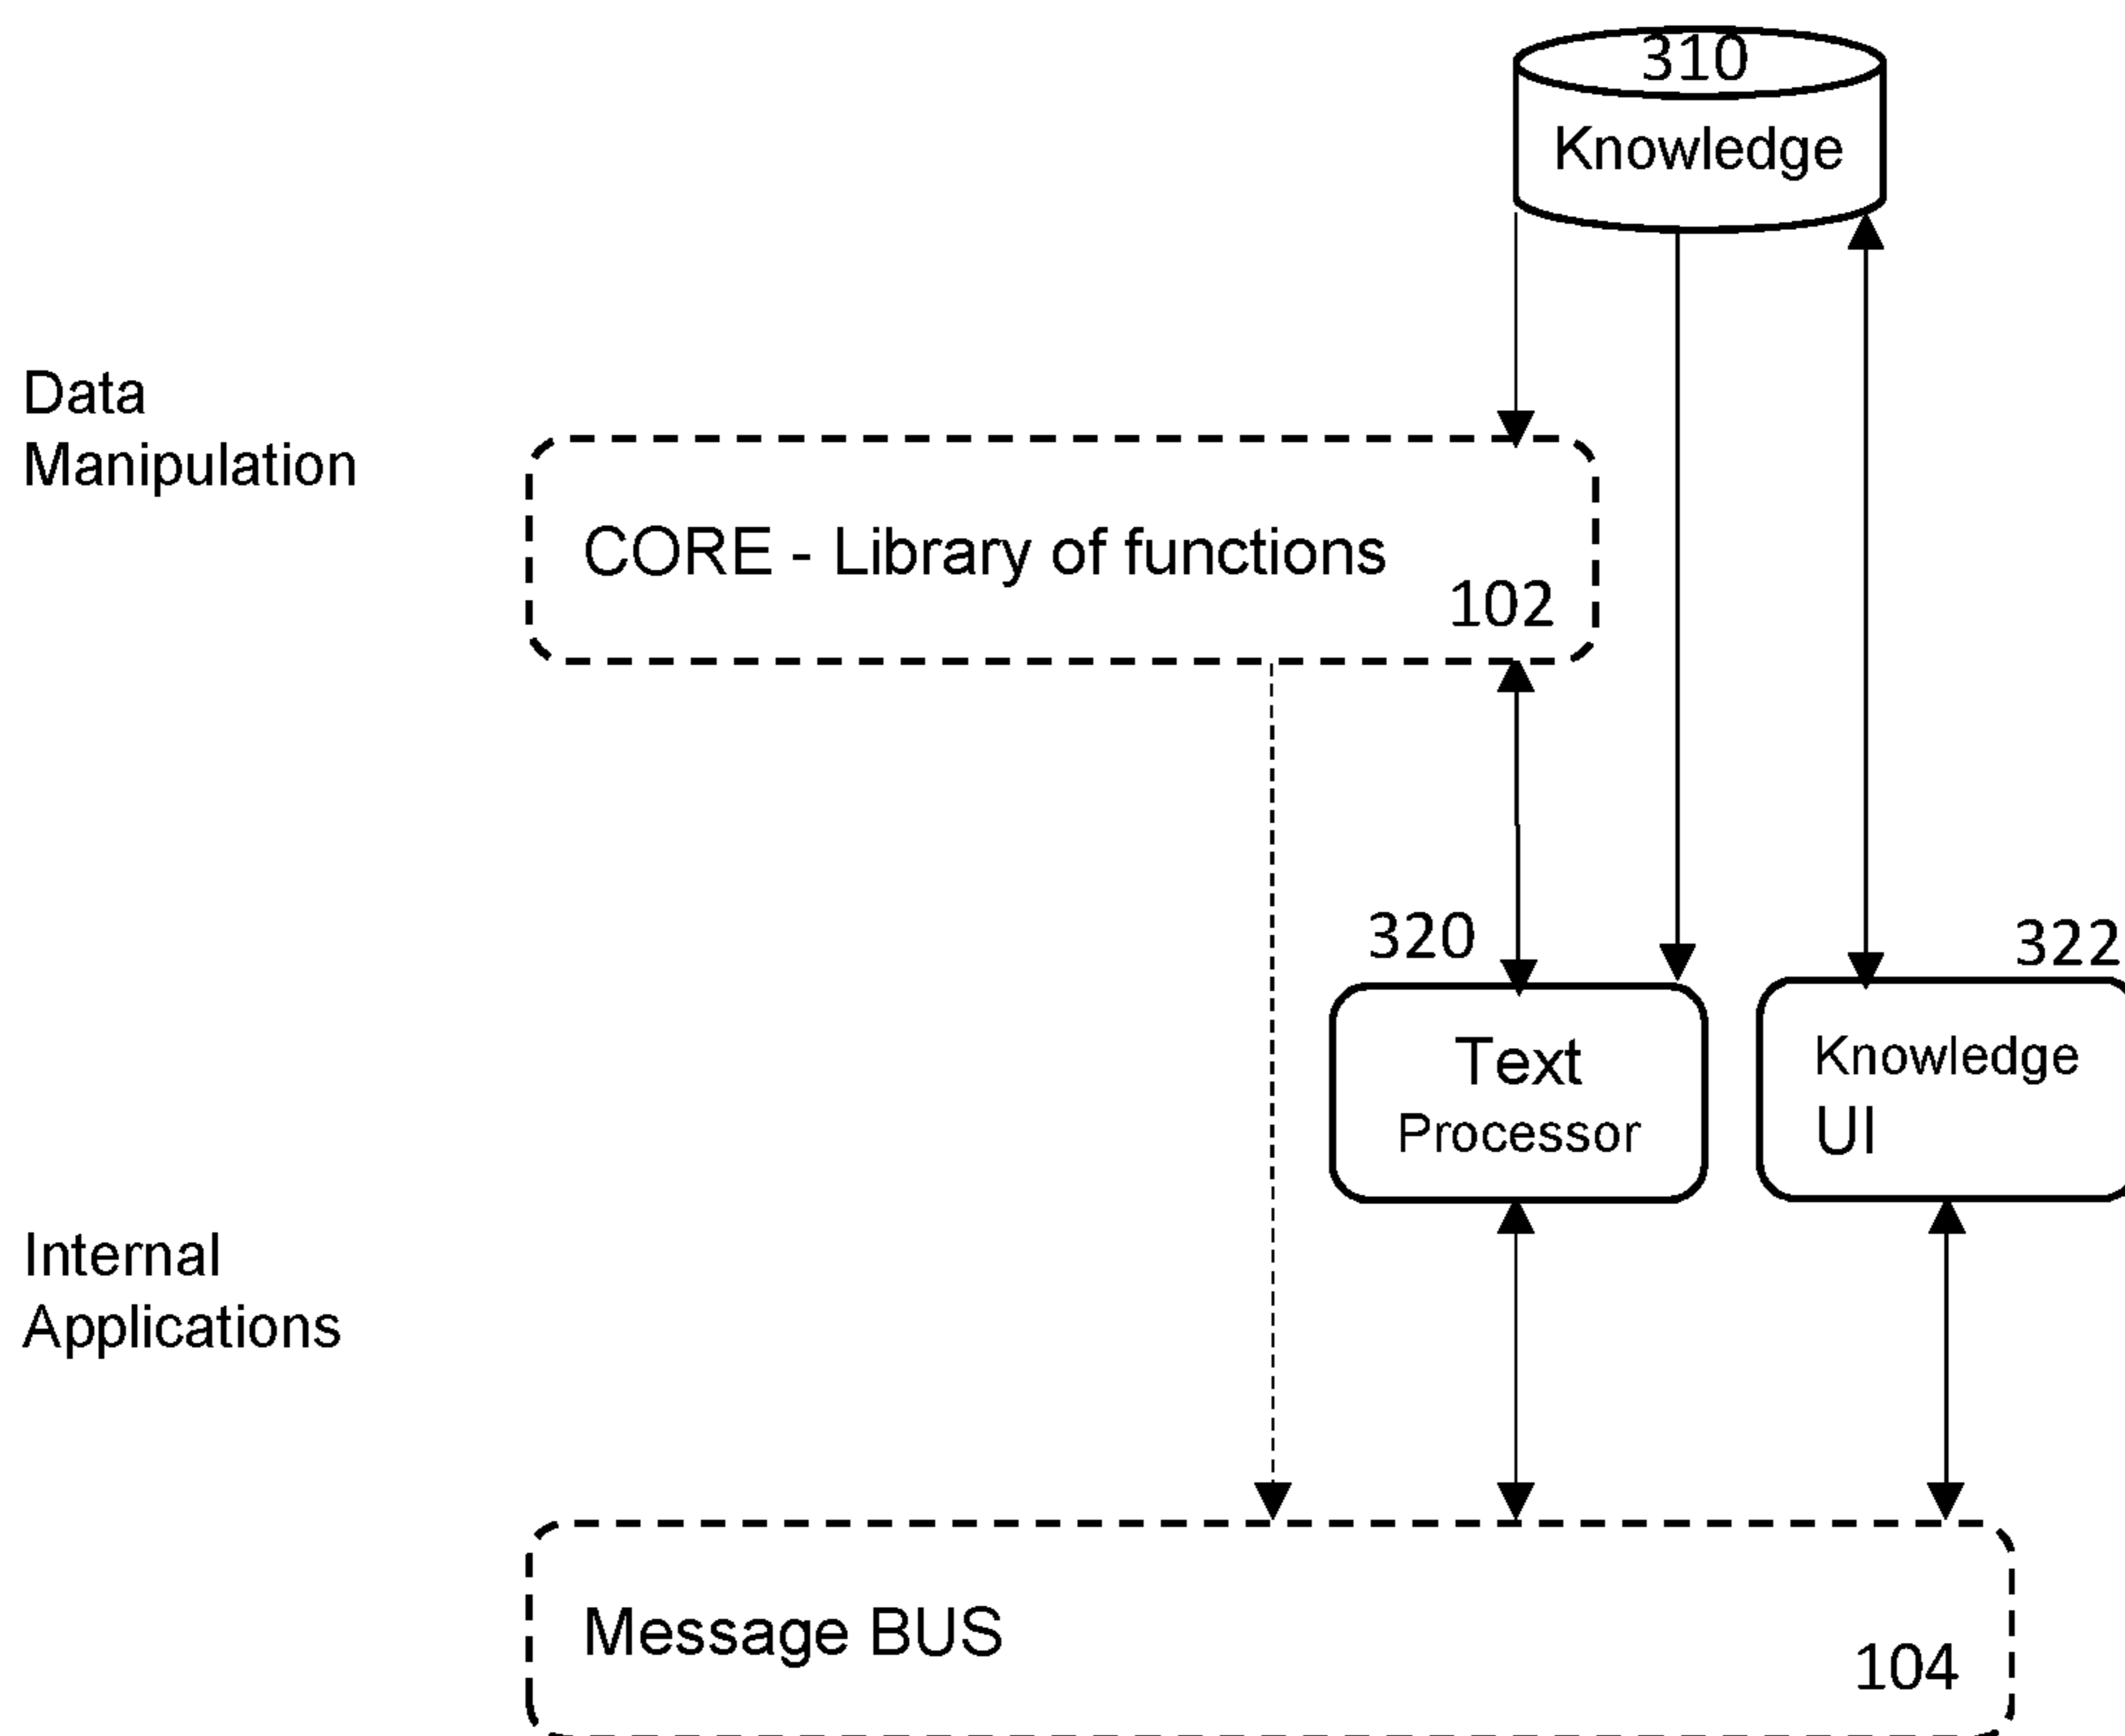 310
Knowledge
Data
Manipulation
CORE - Library of functions
102
320
322
Text
Processor
Knowledge
UI
Internal
Applications
Message BUS
104